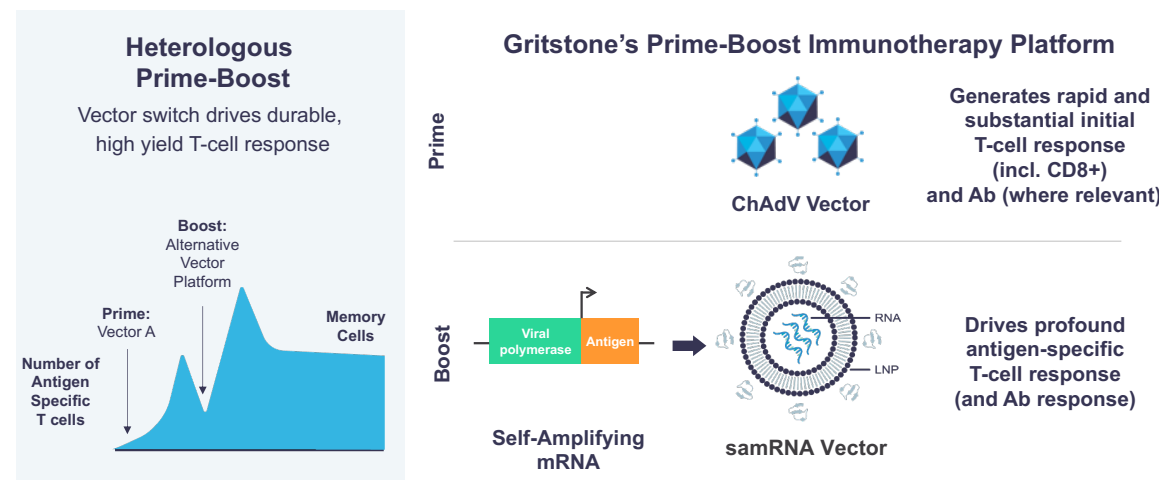 Heterologous
Prime-Boost
Vector switch drives durable,
high yield T-cell response
Boost:
Alternative
Vector
Platform
Prime:
Vector A
Memory
Cells
Number of
Antigen
Specific
T cells
Gritstone’s Prime-Boost Immunotherapy Platform
Prime
ChAdV Vector
Generates rapid and
substantial initial
T-cell response
(incl. CD8+)
and Ab (where relevant)
Boost
Viral
polymerase
Antigen
Self-Amplifying
mRNA
RNA
LNP
samRNA Vector
Drives profound
antigen-specific
T-cell response
(and Ab response)